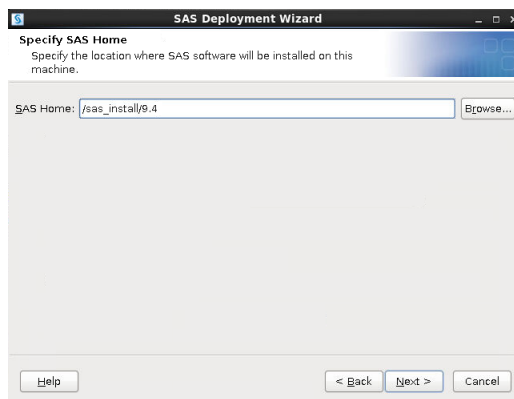 SAS Deployment Wizard
Specify SAS Home
Specify the location where SAS software will be installed on this
machine.
SAS Home: /sas_install/9.4 Browse...
Help < Back Next > Cancel